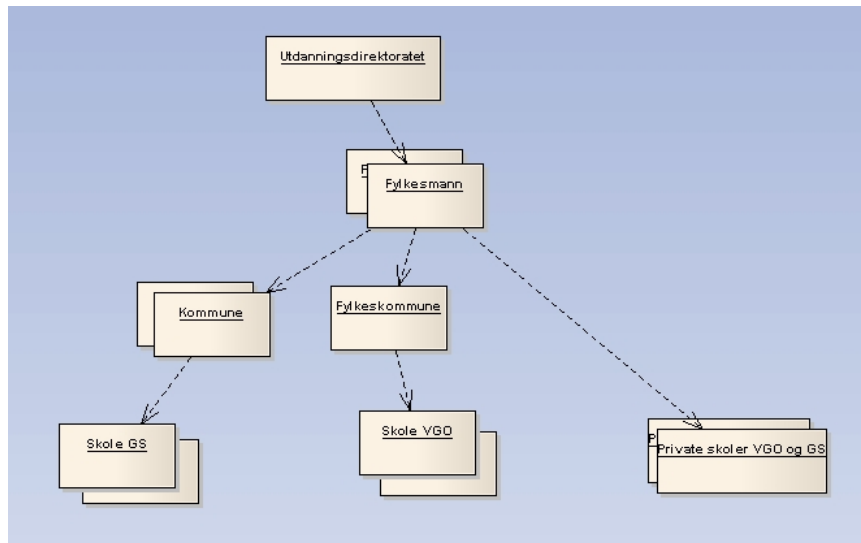 Utdanningsdirektoratet
Fylkesmann
Kommune
Fylkeskommune
Skole GS
Skole VGO
Private skoler VGO og GS